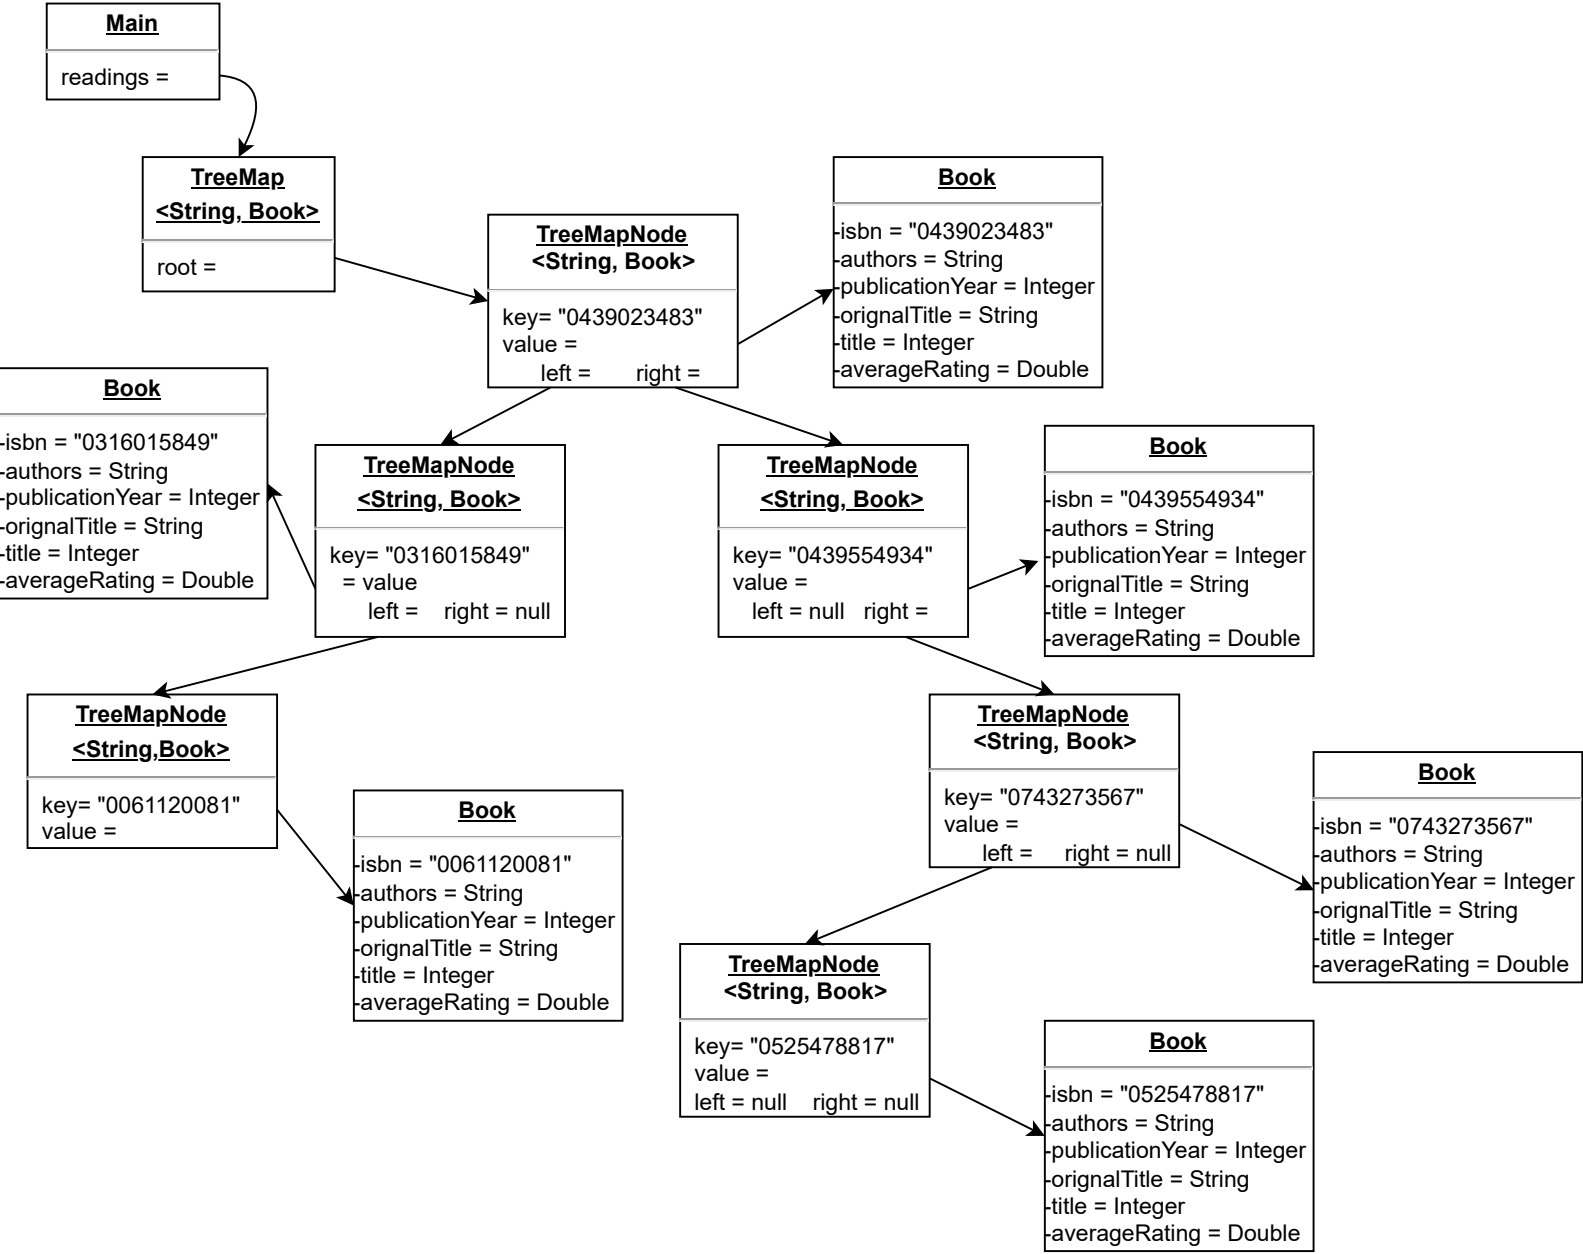 Main
readings =
TreeMap
<String, Book>
root =
TreeMapNode
<String, Book>
key= "0439023483"
value =
left = right =
Book
-isbn = "0439023483"
-authors = String
-publicationYear = Integer
-orignalTitle = String
-title = Integer
-averageRating = Double
Book
-isbn = "0316015849"
-authors = String
-publicationYear = Integer
-orignalTitle = String
-title = Integer
-averageRating = Double
TreeMapNode
<String, Book>
key= "0316015849"
= value
left = right = null
TreeMapNode
<String, Book>
key= "0439554934"
value =
left = null right =
Book
-isbn = "0439554934"
-authors = String
-publicationYear = Integer
-orignalTitle = String
-title = Integer
-averageRating = Double
TreeMapNode
<String,Book>
key= "0061120081"
value =
Book
-isbn = "0061120081"
-authors = String
-publicationYear = Integer
-orignalTitle = String
-title = Integer
-averageRating = Double
TreeMapNode
<String, Book>
key= "0743273567"
value =
left = right = null
Book
-isbn = "0743273567"
-authors = String
-publicationYear = Integer
-orignalTitle = String
-title = Integer
-averageRating = Double
TreeMapNode
<String, Book>
key= "0525478817"
value =
left = null right = null
Book
-isbn = "0525478817"
-authors = String
-publicationYear = Integer
-orignalTitle = String
-title = Integer
-averageRating = Double